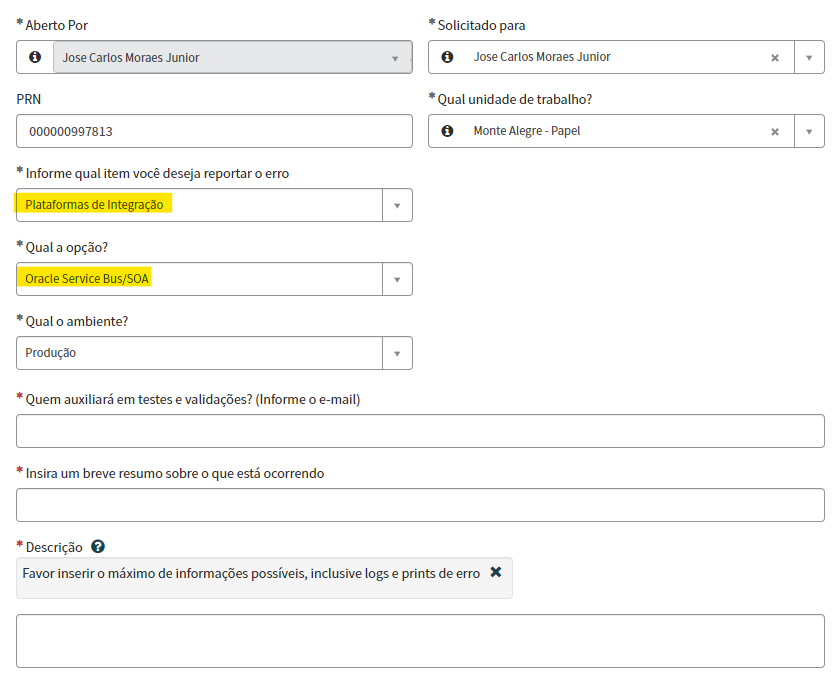 * Aberto Por
* Solicitado para
Jose Carlos Moraes Junior
Jose Carlos Moraes Junior
PRN
* Qual unidade de trabalho?
000000997813
Monte Alegre - Papel
* Informe qual item você deseja reportar o erro
Plataformas de Integração
* Qual a opção?
Oracle Service Bus/SOA
* Qual o ambiente?
Produção
* Quem auxiliará em testes e validações? (Informe o e-mail)
* Insira um breve resumo sobre o que está ocorrendo
* Descrição
Favor inserir o máximo de informações possíveis, inclusive logs e prints de erro